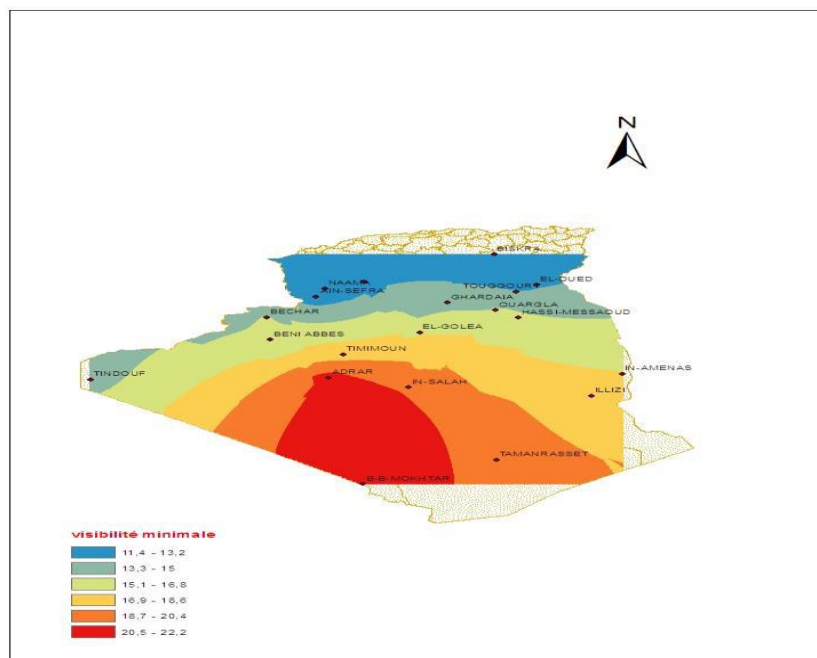 N
BISKRA
NAAMA
EL-OUED
TOUGGOURT
IN-SEFRA
GHARDAIA
OUARGLA
BECHAR
HASSI-MESSAOUD
EL-GOLEA
BENI ABBES
TIMIMOUN
IN-AMENAS
TINDOUF
ADRAR
IN-SALAH
ILLIZI
TAMANRASSET
B-B-MOKHTAR
visibilité minimale
11,4 - 13,2
13,3 - 15
15,1 - 16,8
16,9 - 18,6
18,7 - 20,4
20,5 - 22,2